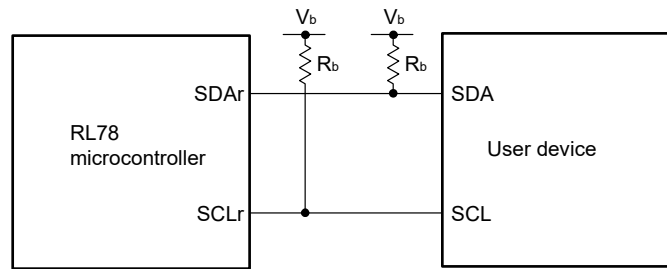 Vb
Vb
Rb
Rb
SDAr
SDA
RL78
microcontroller
User device
SCLr
SCL